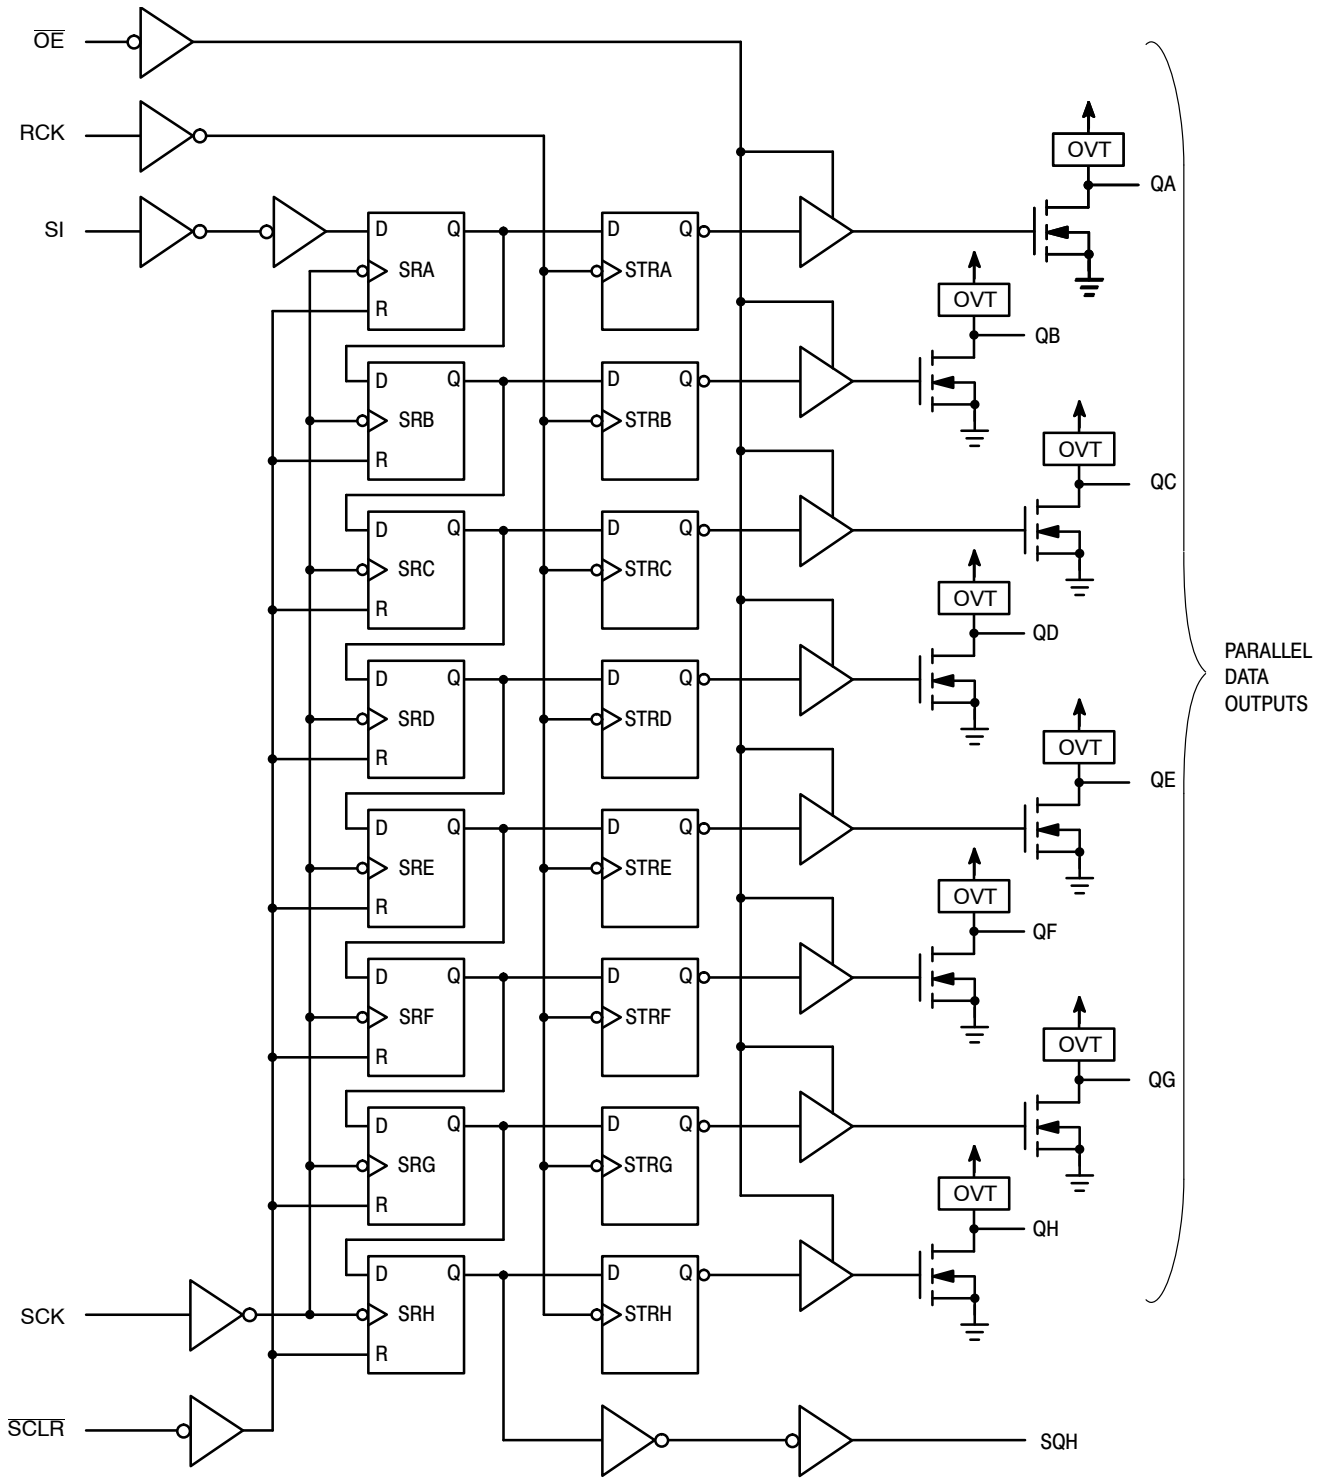 OE
RCK
SI
D Q
SRA
R
D Q
STRA
OVT
QA
D Q
SRB
R
D Q
STRB
OVT
QB
D Q
SRC
R
D Q
STRC
OVT
QC
D Q
SRD
R
D Q
STRD
OVT
QD
PARALLEL
DATA
OUTPUTS
D Q
SRE
R
D Q
STRE
OVT
QE
D Q
SRF
R
D Q
STRF
OVT
QF
D Q
SRG
R
D Q
STRG
OVT
QG
D Q
SRH
R
D Q
STRH
OVT
QH
SCK
SCLR
SQH